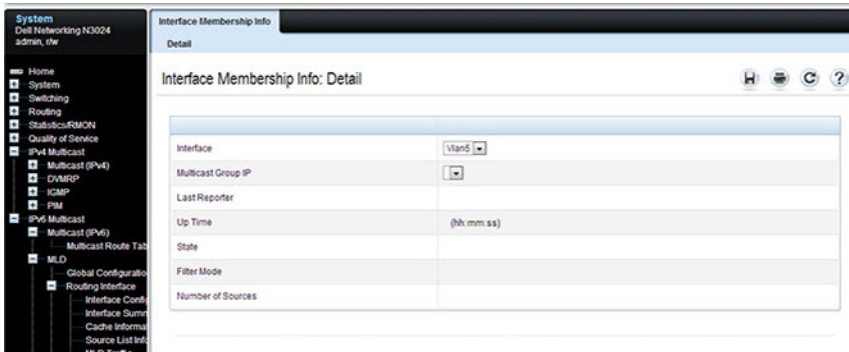 System
Dell Networking N3024
admin, r/w
Home
System
Switching
Routing
Statistics/RMON
Quality of Service
IPv4 Multicast
Multicast (IPv4)
DVMRP
IGMP
PIM
IPv6 Multicast
Multicast (IPv6)
Multicast Route Tab
MLD
Global Configuratio
Routing Interface
Interface Config
Interface Summ
Cache Informa
Source List Info
MLD Traffic
Interface Membership Info
Detail
Interface Membership Info: Detail
Interface Vlan5
Multicast Group IP
Last Reporter
Up Time (hh:mm:ss)
State
Filter Mode
Number of Sources